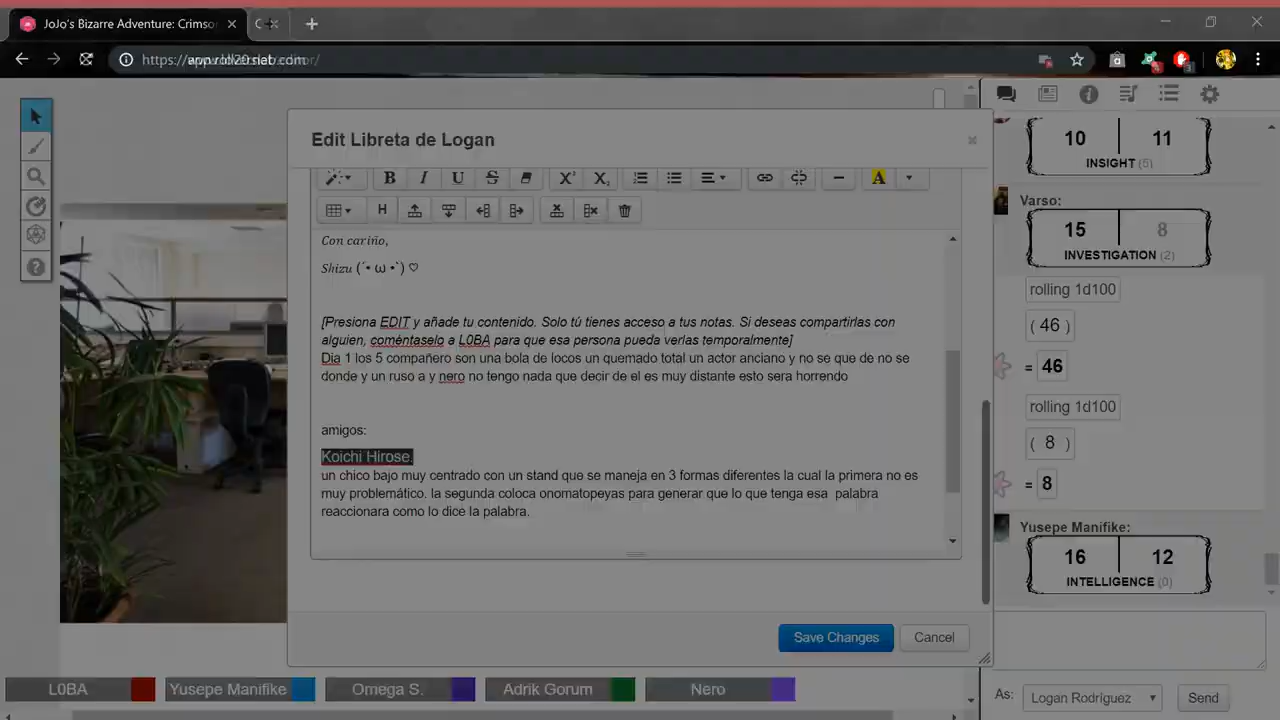 JoJo's Bizarre Adventure: Crimso
Edit Libreta de Logan
Con cariño,
Shizu (´• ω •`) ♡
[Presiona EDIT y añade tu contenido. Solo tú tienes acceso a tus notas. Si deseas compartirlas con
alguien, coméntaselo a L0BA para que esa persona pueda verlas temporalmente]
Dia 1 los 5 compañero son una bola de locos un quemado total un actor anciano y no se que de no se
donde y un ruso a y nero no tengo nada que decir de el es muy distante esto sera horrendo
amigos:
Koichi Hirose.
un chico bajo muy centrado con un stand que se maneja en 3 formas diferentes la cual la primera no es
muy problemático. la segunda coloca onomatopeyas para generar que lo que tenga esa palabra
reaccionara como lo dice la palabra.
Save Changes
Cancel
10 11
INSIGHT (5)
Varso:
15 8
INVESTIGATION (2)
rolling 1d100
( 46 )
= 46
rolling 1d100
( 8 )
= 8
Yusepe Manifike:
16 12
INTELLIGENCE (0)
L0BA
Yusepe Manifike
Omega S.
Adrik Gorum
Nero
As:
Logan Rodríguez
Send